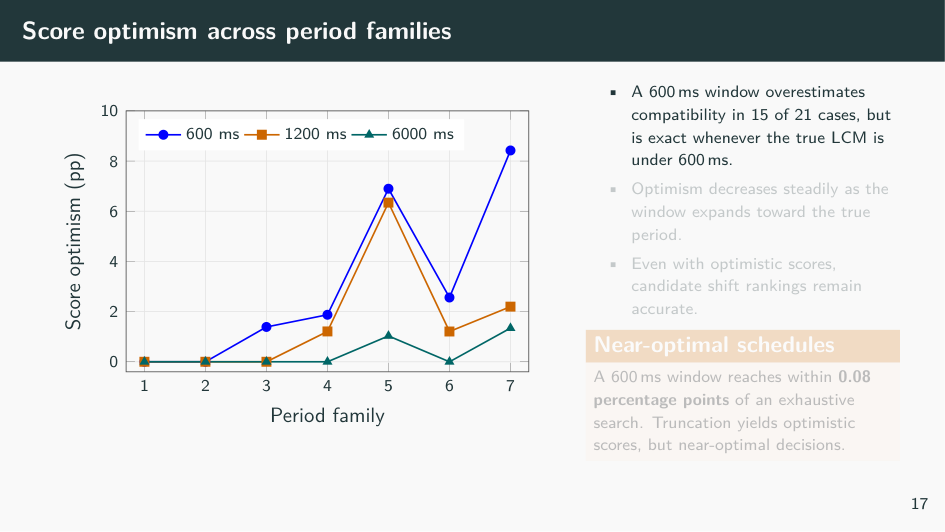 Score optimism across period families
10
8
6
4
2
0
600 ms
1200 ms
6000 ms
Score optimism (pp)
1 2 3 4 5 6 7
Period family
▪ A 600 ms window overestimates
compatibility in 15 of 21 cases, but
is exact whenever the true LCM is
under 600 ms.
▪ Optimism decreases steadily as the
window expands toward the true
period.
▪ Even with optimistic scores,
candidate shift rankings remain
accurate.
Near-optimal schedules
A 600 ms window reaches within 0.08
percentage points of an exhaustive
search. Truncation yields optimistic
scores, but near-optimal decisions.
17